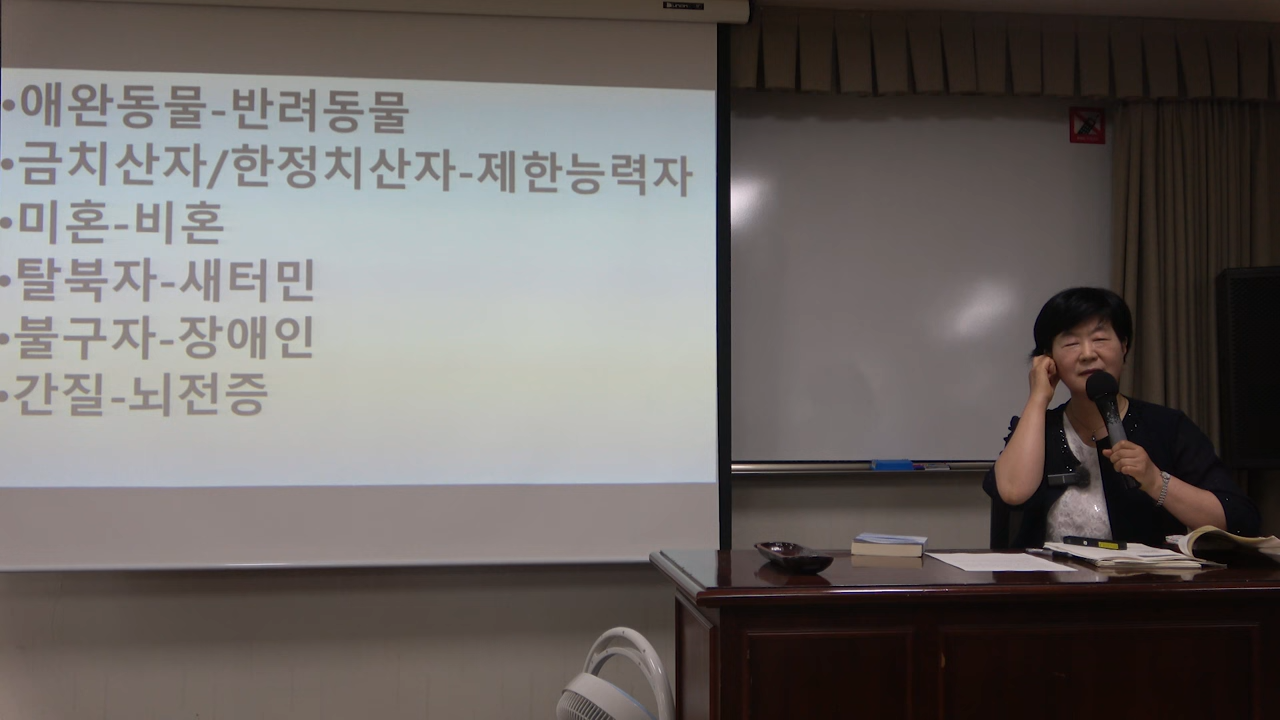 •애완동물-반려동물
•금치산자/한정치산자-제한능력자
•미혼-비혼
•탈북자-새터민
•불구자-장애인
•간질-뇌전증